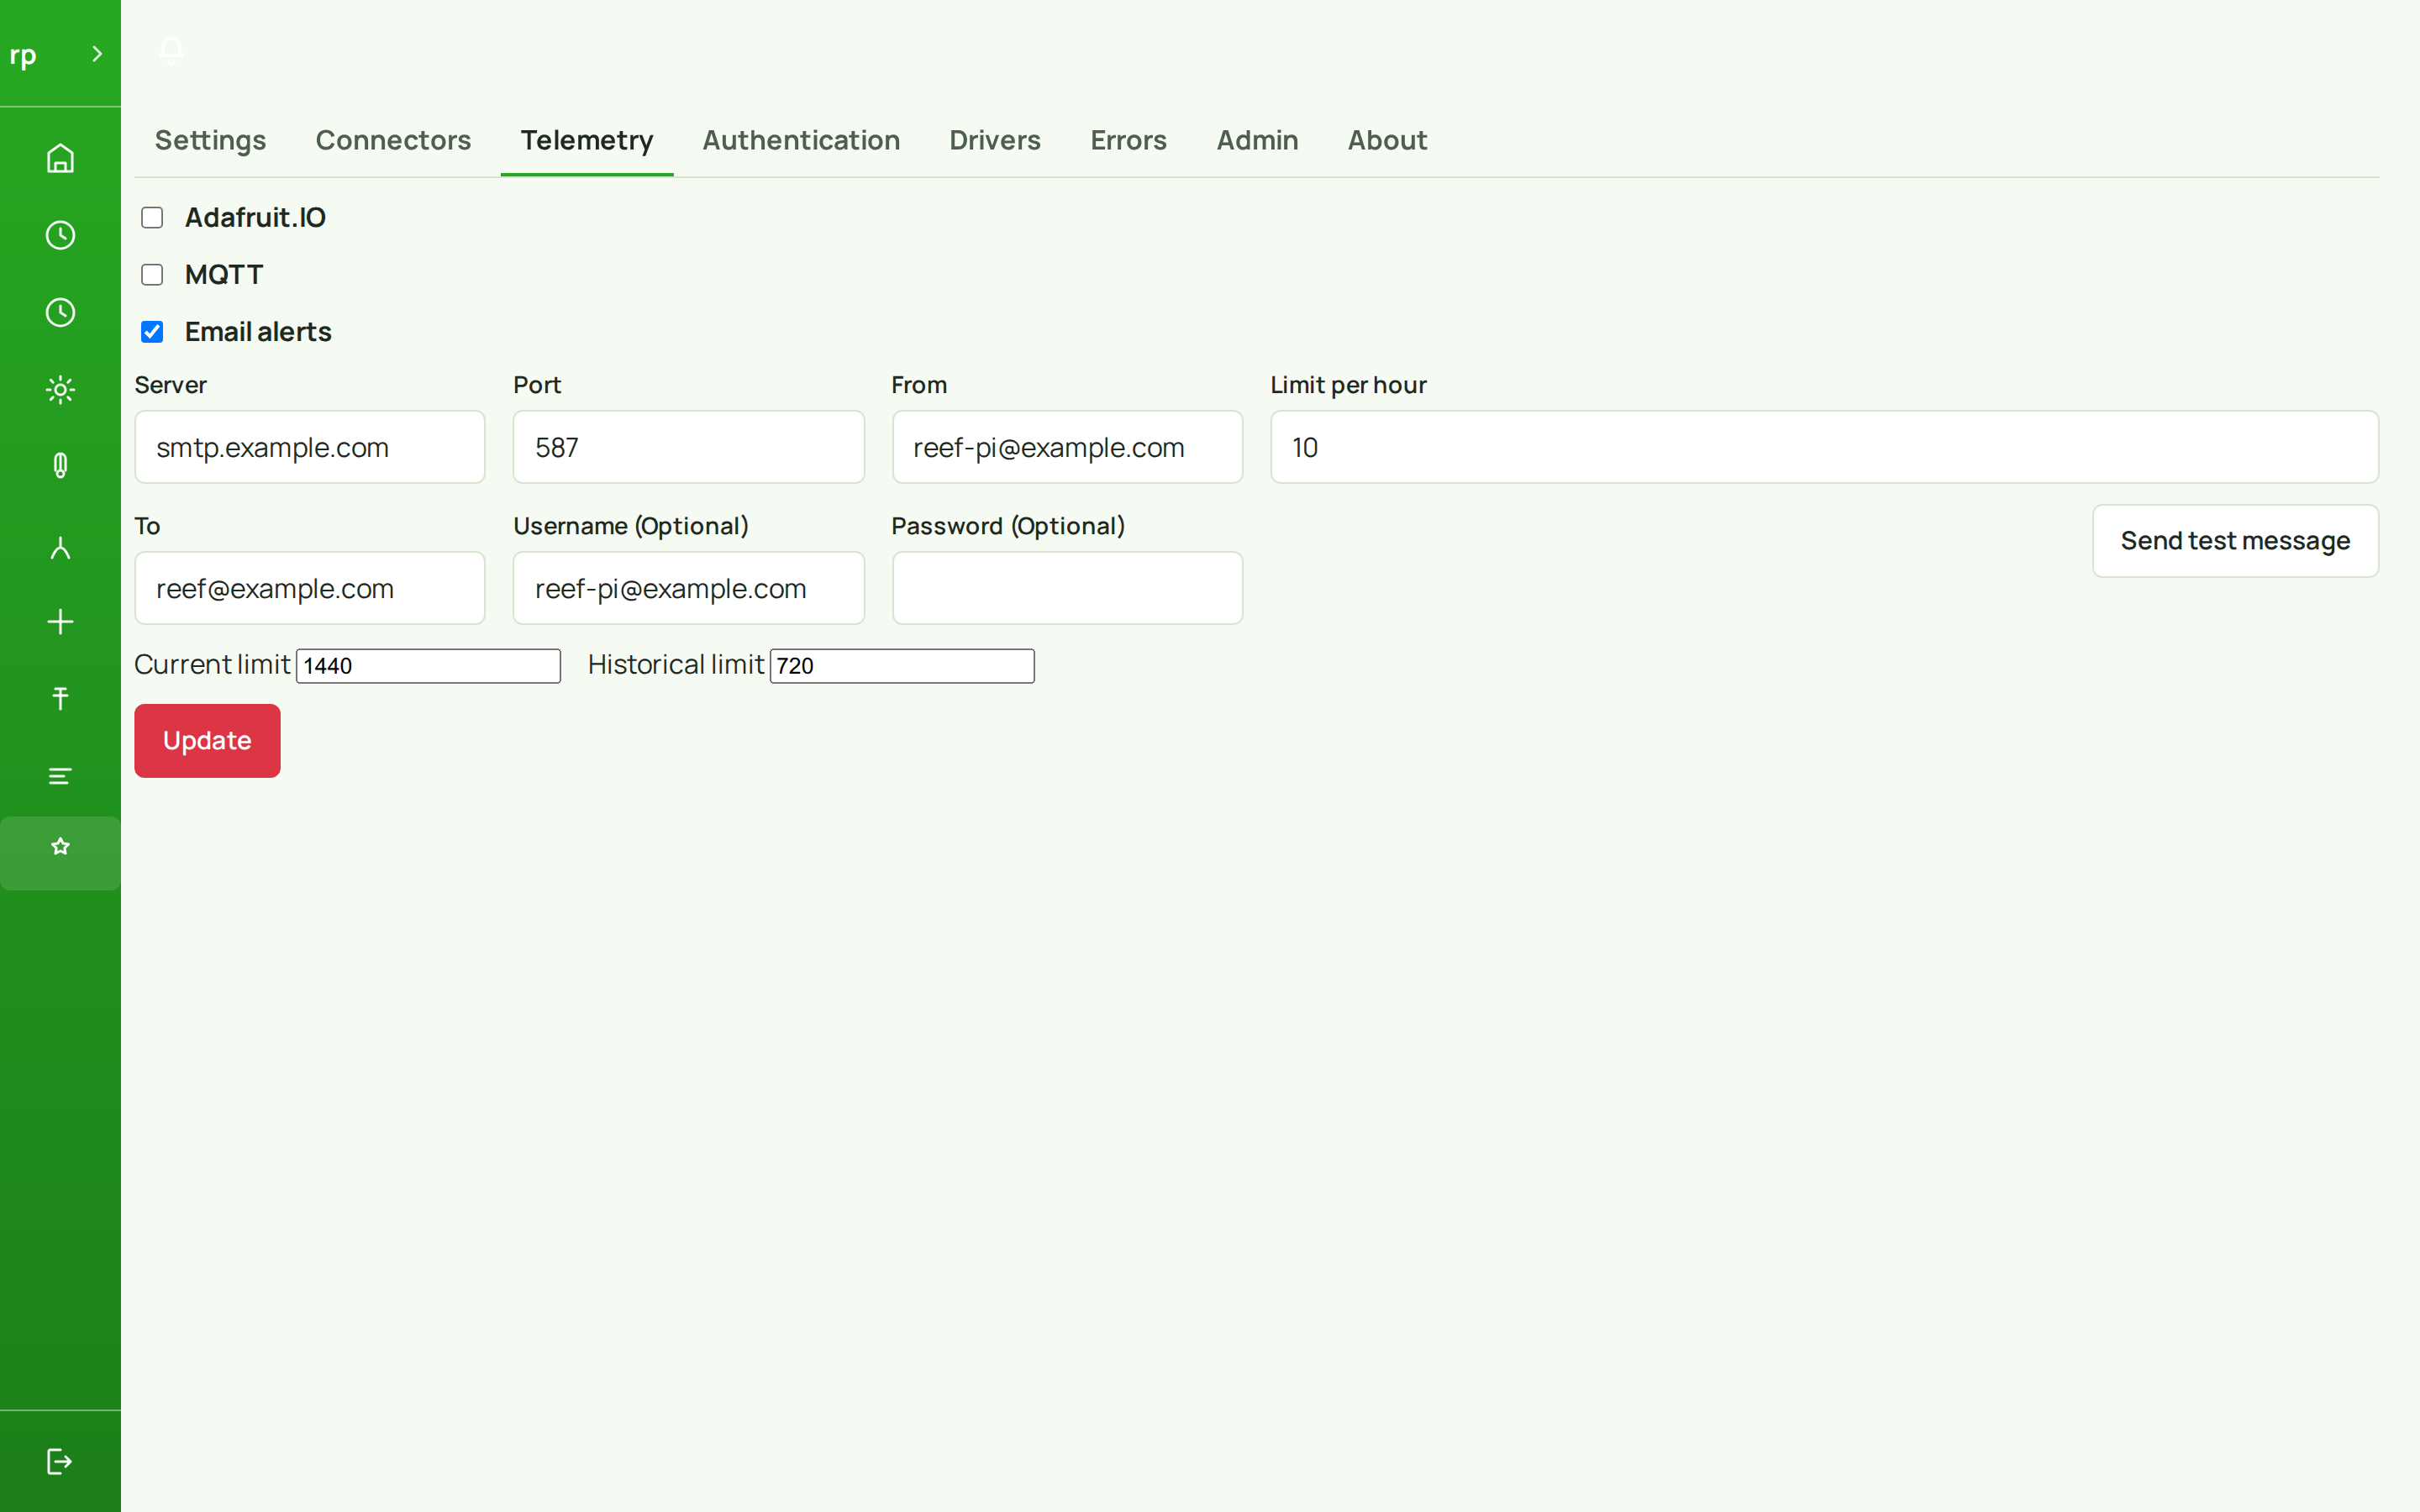 rp
Settings Connectors Telemetry Authentication Drivers Errors Admin About
Adafruit.IO
MQTT
Email alerts
Server Port From Limit per hour
smtp.example.com 587 reef-pi@example.com 10
To Username (Optional) Password (Optional)
Send test message
reef@example.com reef-pi@example.com
Current limit 1440 Historical limit 720
Update